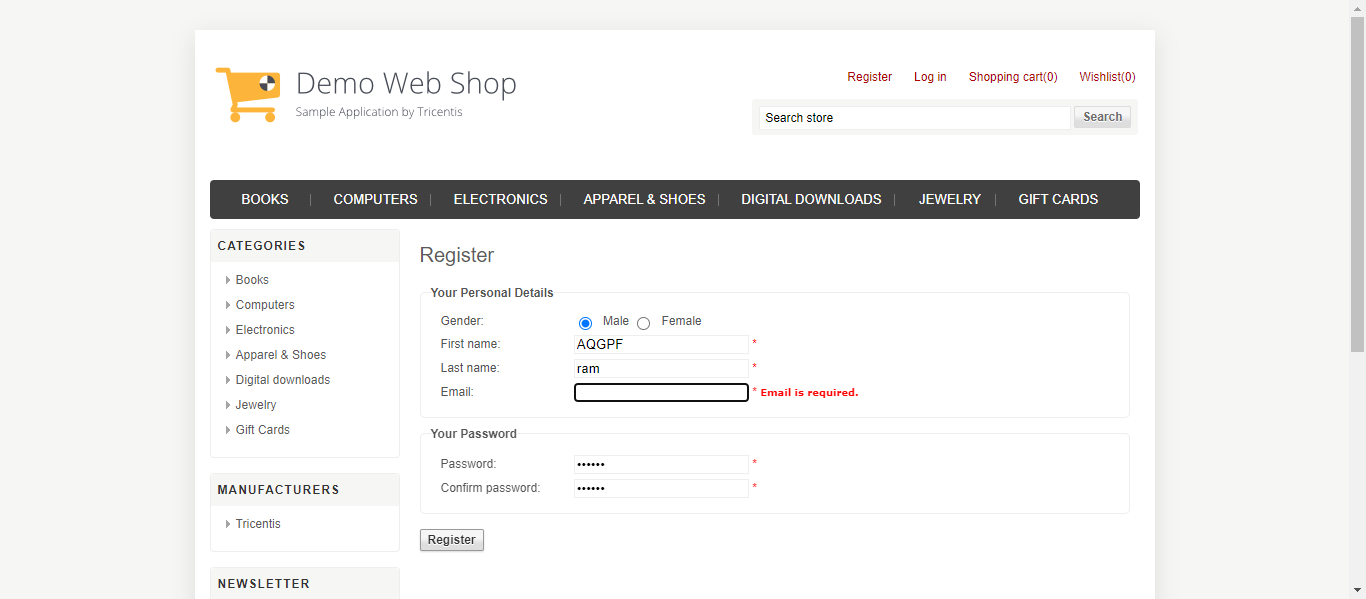 Demo Web Shop
Sample Application by Tricentis
Register Log in Shopping cart(0) Wishlist(0)
Search store Search
BOOKS COMPUTERS ELECTRONICS APPAREL & SHOES DIGITAL DOWNLOADS JEWELRY GIFT CARDS
CATEGORIES
Books
Computers
Electronics
Apparel & Shoes
Digital downloads
Jewelry
Gift Cards
MANUFACTURERS
Tricentis
NEWSLETTER
Register
Your Personal Details
Gender: Male Female
First name: AQGPF *
Last name: ram *
Email: * Email is required.
Your Password
Password: •••••• *
Confirm password: •••••• *
Register